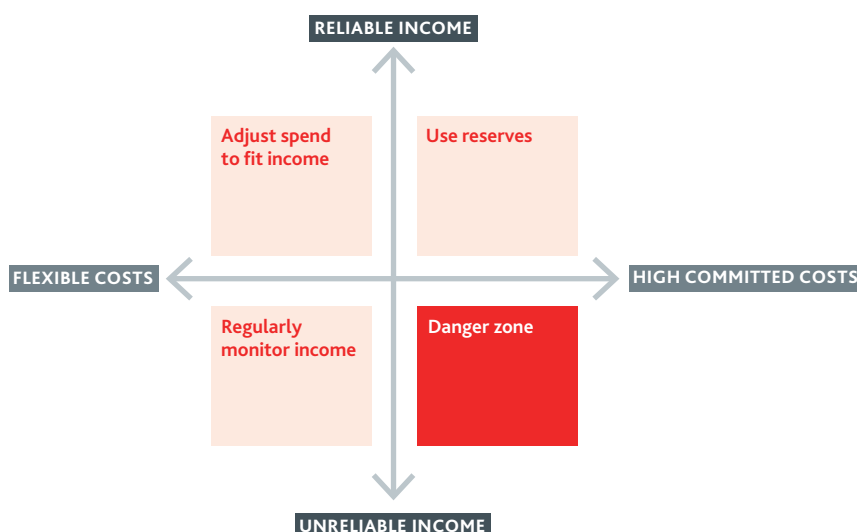 RELIABLE INCOME
Adjust spend
to fit income
Use reserves
FLEXIBLE COSTS
HIGH COMMITTED COSTS
Regularly
monitor income
Danger zone
UNRELIABLE INCOME